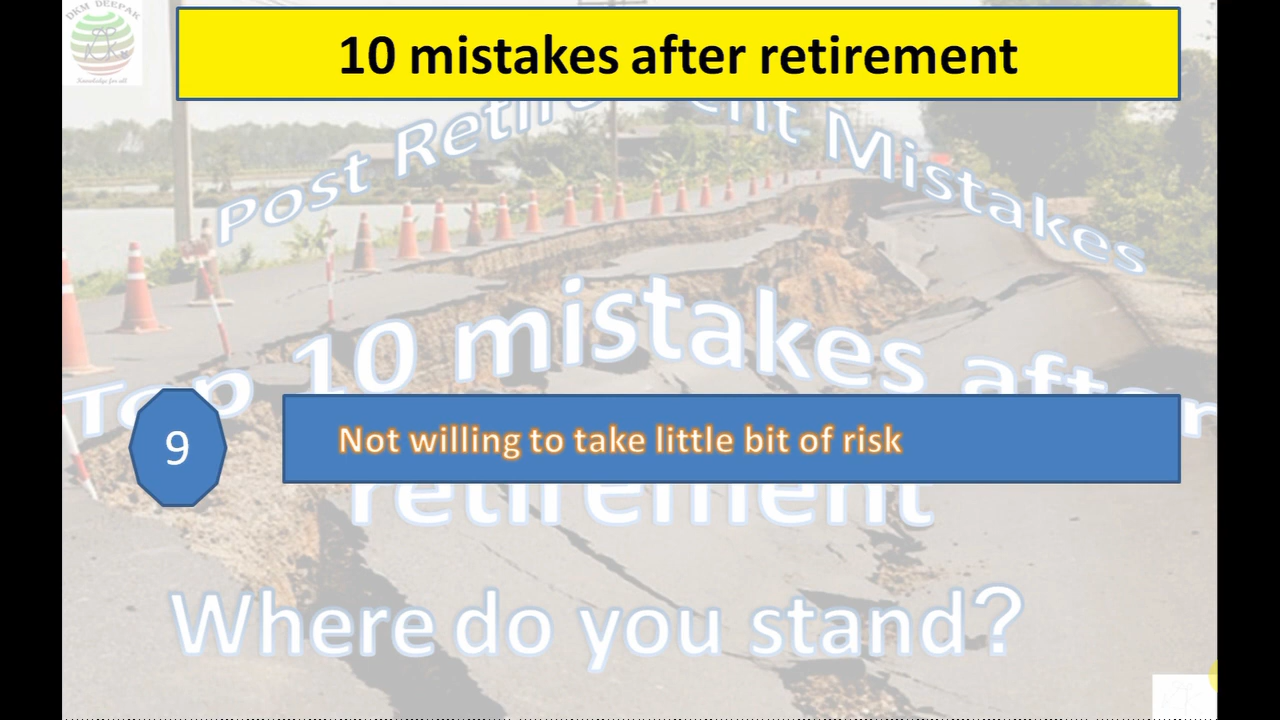 DKM DEEPAK
Knowledge for all
10 mistakes after retirement
Post Retirement Mistakes
Top 10 mistakes after
9
Not willing to take little bit of risk
retirement
Where do you stand?